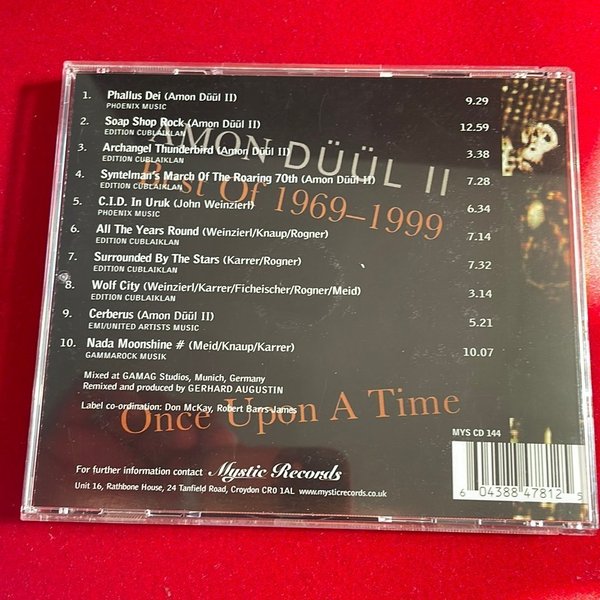 1. Phallus Dei (Amon Düül II) 9.29
PHOENIX MUSIC
2. Soap Shop Rock (Amon Düül II) 12.59
EDITION CUBLAIKLAN
AMON DÜÜL II
3. Archangel Thunderbird (Amon Düül II) 3.38
EDITION CUBLAIKLAN
4. Syntelman's March Of The Roaring 70th (Amon Düül II) 7.28
EDITION CUBLAIKLAN
Best Of 1969–1999
5. C.I.D. In Uruk (John Weinzierl) 6.34
PHOENIX MUSIC
6. All The Years Round (Weinzierl/Knaup/Rogner) 7.14
EDITION CUBLAIKLAN
7. Surrounded By The Stars (Karrer/Rogner) 7.32
EDITION CUBLAIKLAN
8. Wolf City (Weinzierl/Karrer/Ficheischer/Rogner/Meid) 3.14
EDITION CUBLAIKLAN
9. Cerberus (Amon Düül II) 5.21
EMI/UNITED ARTISTS MUSIC
10. Nada Moonshine # (Meid/Knaup/Karrer) 10.07
GAMMAROCK MUSIK
Mixed at GAMAG Studios, Munich, Germany
Remixed and produced by GERHARD AUGUSTIN
Label co-ordination: Don McKay, Robert Barrs-James
Once Upon A Time
MYS CD 144
For further information contact Mystic Records
Unit 16, Rathbone House, 24 Tanfield Road, Croydon CR0 1AL www.mysticrecords.co.uk
6 04388 47812 5